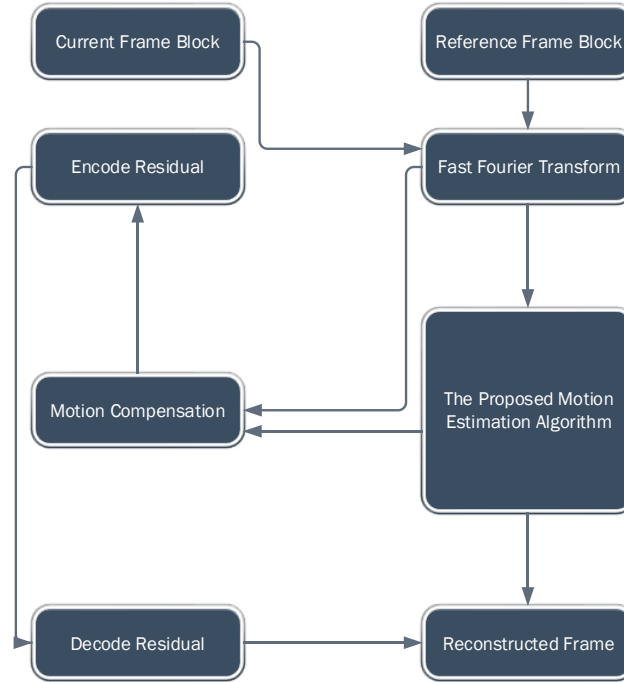 Current Frame Block
Reference Frame Block
Encode Residual
Fast Fourier Transform
Motion Compensation
The Proposed Motion
Estimation Algorithm
Decode Residual
Reconstructed Frame